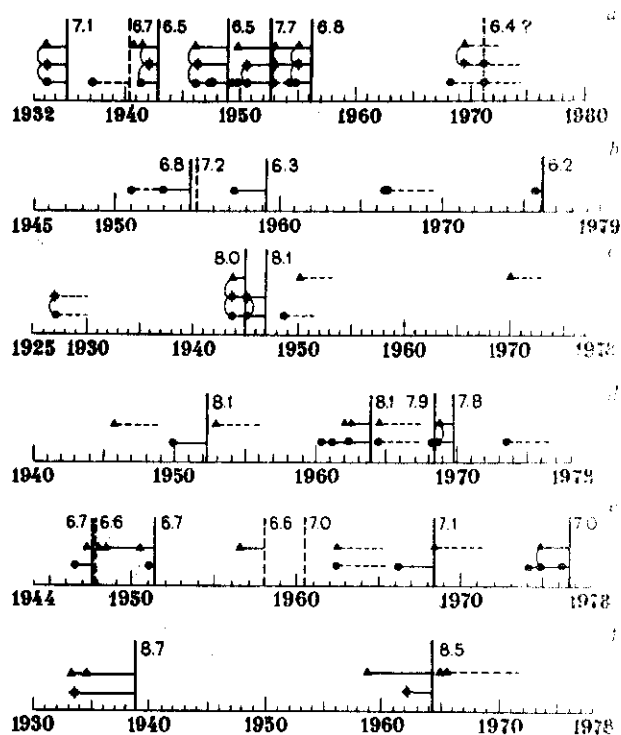 a
7.1 6.7 6.5 6.5 7.7 6.8 6.4 ?
1932 1940 1950 1960 1970 1980
b
6.8 7.2 6.3 6.2
1945 1950 1960 1970 1979
c
8.0 8.1
1925 1930 1940 1950 1960 1970 1978
d
8.1 8.1 7.9 7.8
1940 1950 1960 1970 1978
e
6.7 6.6 6.7 6.6 7.0 7.1 7.0
1944 1950 1960 1970 1978
f
8.7 8.5
1930 1940 1950 1960 1970 1978